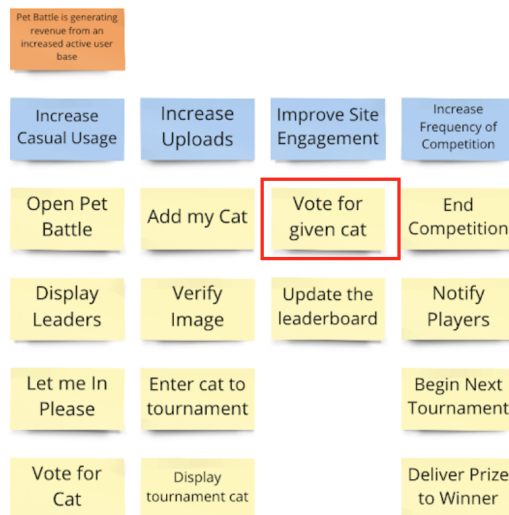 Pet Battle is generating
revenue from an
increased active user
base
Increase
Casual Usage
Increase
Uploads
Improve Site
Engagement
Increase
Frequency of
Competition
Open Pet
Battle
Add my Cat
Vote for
given cat
End
Competition
Display
Leaders
Verify
Image
Update the
leaderboard
Notify
Players
Let me In
Please
Enter cat to
tournament
Begin Next
Tournament
Vote for
Cat
Display
tournament cat
Deliver Prize
to Winner